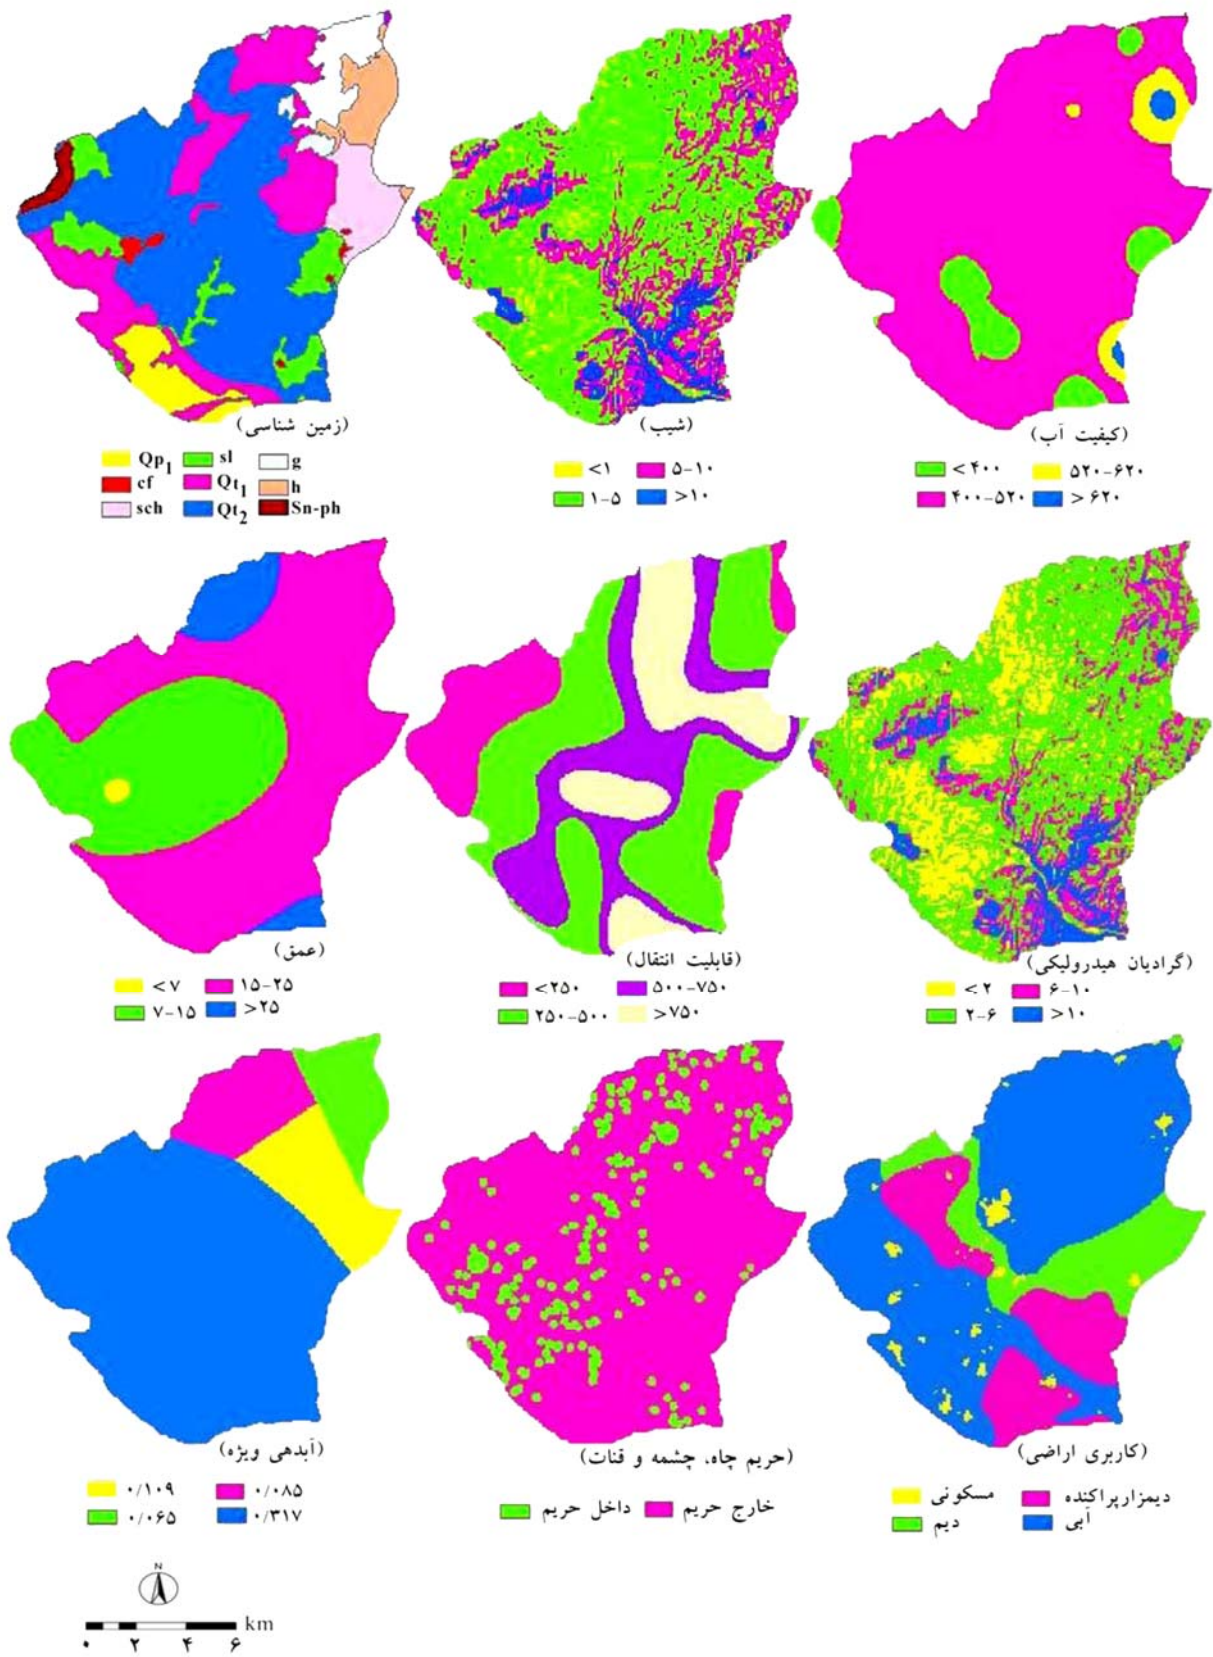 (زمین شناسی)
Qp1 sl g
cf Qt1 h
sch Qt2 Sn-ph
(شیب)
<۱ ۵-۱۰
۱-۵ >۱۰
(کیفیت آب)
<۴۰۰ ۵۲۰-۶۲۰
۴۰۰-۵۲۰ >۶۲۰
(عمق)
<۷ ۱۵-۲۵
۷-۱۵ >۲۵
(قابلیت انتقال)
<۲۵۰ ۵۰۰-۷۵۰
۲۵۰-۵۰۰ >۷۵۰
(گرادیان هیدرولیکی)
<۲ ۶-۱۰
۲-۶ >۱۰
(آبدهی ویژه)
۰/۱۰۹ ۰/۰۸۵
۰/۰۶۵ ۰/۳۱۷
(حریم چاه، چشمه و قنات)
داخل حریم خارج حریم
(کاربری اراضی)
مسکونی دیمزارپراکنده
دیم آبی
N
km
۰ ۲ ۴ ۶